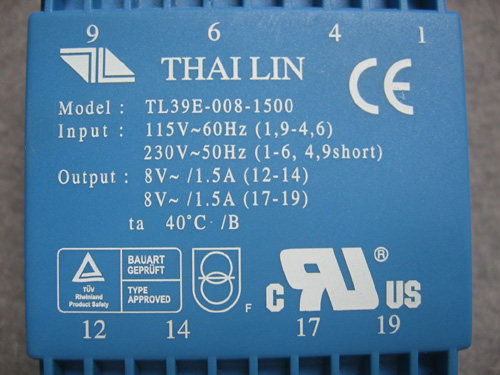 9 6 4 1
THAI LIN
CE
Model : TL39E-008-1500
Input : 115V~60Hz (1,9-4,6)
230V~50Hz (1-6, 4,9short)
Output : 8V~ /1.5A (12-14)
8V~ /1.5A (17-19)
ta 40°C /B
TÜV
Rheinland
Product Safety
BAUART
GEPRÜFT
TYPE
APPROVED
F
C RU US ®
12 14 17 19